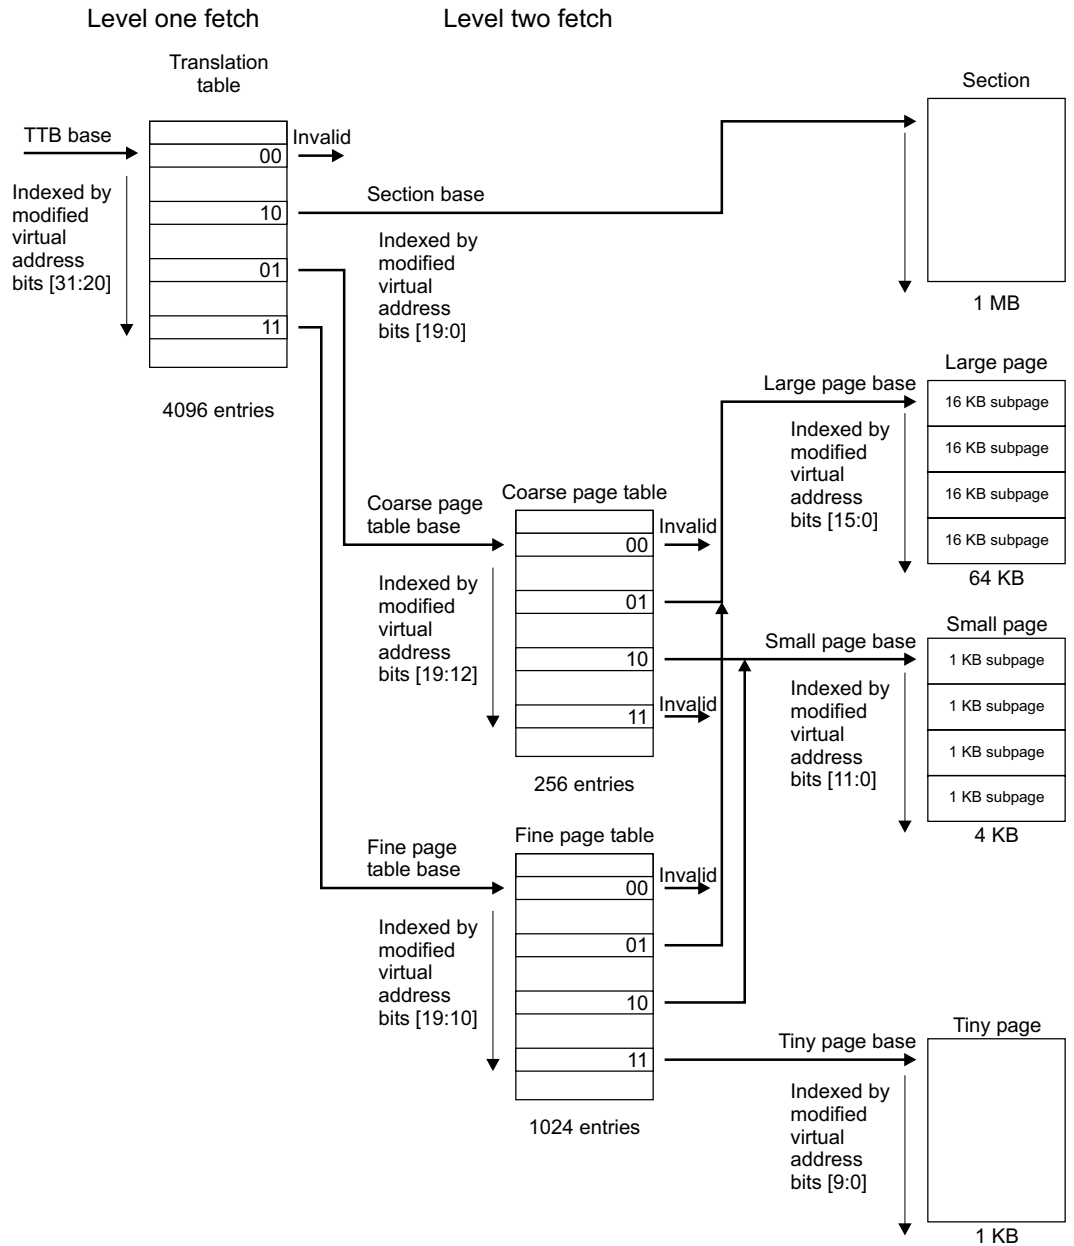 Level one fetch
Level two fetch
Translation
table
Section
TTB base
Invalid
00
Indexed by
modified
virtual
address
bits [31:20]
Section base
10
Indexed by
modified
virtual
address
bits [19:0]
01
11
1 MB
4096 entries
Large page
Large page base
16 KB subpage
16 KB subpage
16 KB subpage
16 KB subpage
Indexed by
modified
virtual
address
bits [15:0]
64 KB
Coarse page
table base
Coarse page table
Invalid
00
Indexed by
modified
virtual
address
bits [19:12]
01
10
Invalid
11
256 entries
Small page
Small page base
1 KB subpage
1 KB subpage
1 KB subpage
1 KB subpage
Indexed by
modified
virtual
address
bits [11:0]
4 KB
Fine page
table base
Fine page table
Invalid
00
Indexed by
modified
virtual
address
bits [19:10]
01
10
11
1024 entries
Tiny page
Tiny page base
Indexed by
modified
virtual
address
bits [9:0]
1 KB